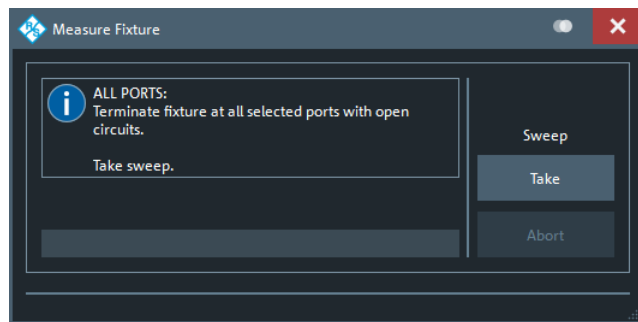 Measure Fixture
ALL PORTS:
Terminate fixture at all selected ports with open
circuits.
Take sweep.
Sweep
Take
Abort